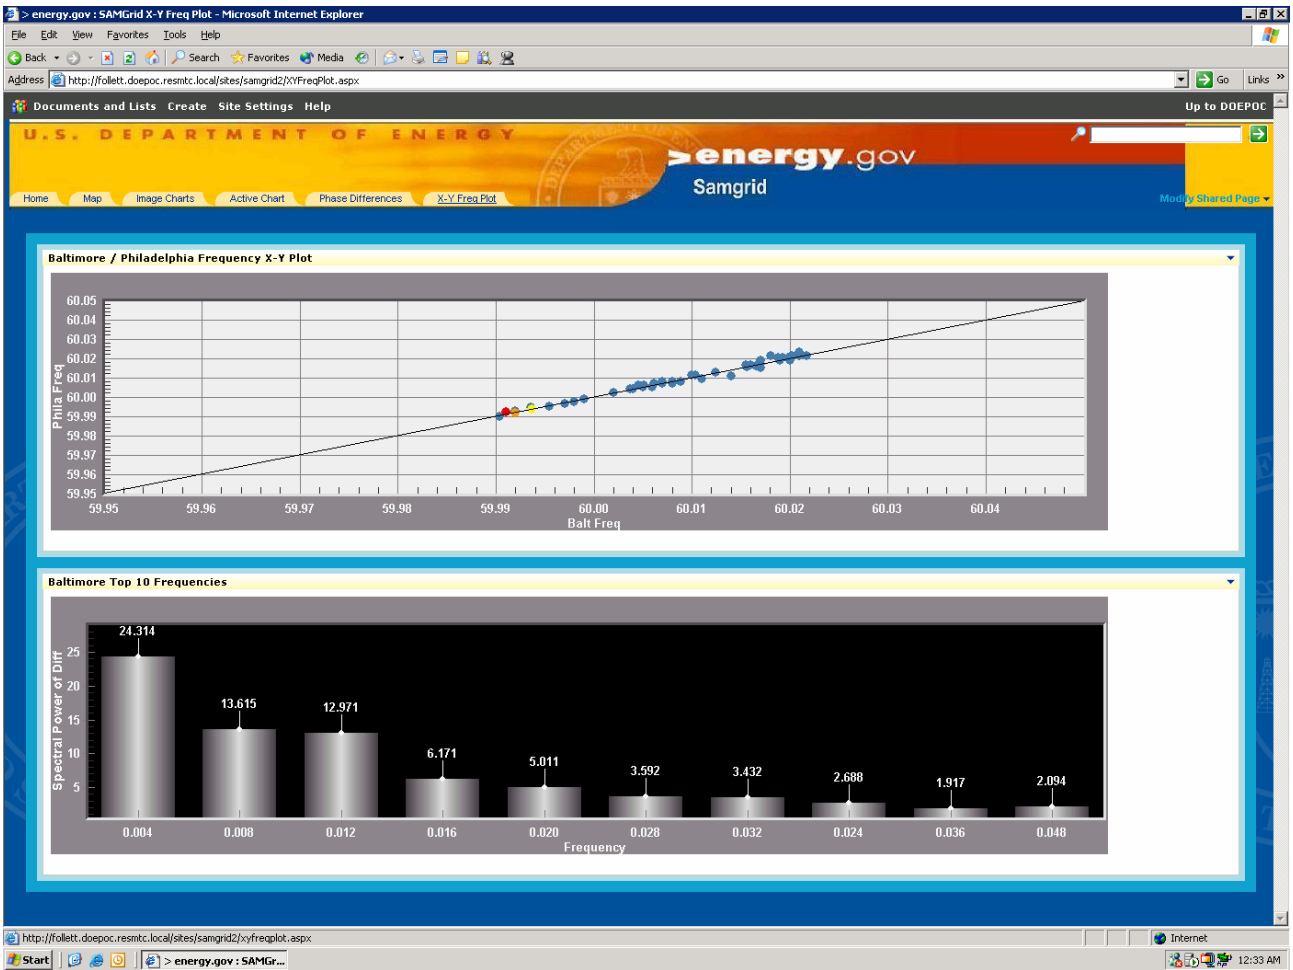 > energy.gov : SAMGrid X-Y Freq Plot - Microsoft Internet Explorer
File Edit View Favorites Tools Help
Back Search Favorites Media
Address http://follett.doepoc.resmtc.local/sites/samgrid2/XYFreqPlot.aspx Go Links »
Documents and Lists Create Site Settings Help Up to DOEPOC
U.S. DEPARTMENT OF ENERGY
>energy.gov
Samgrid
Home Map Image Charts Active Chart Phase Differences X-Y Freq Plot Modify Shared Page
Baltimore / Philadelphia Frequency X-Y Plot
60.05
60.04
60.03
60.02
60.01
60.00
59.99
59.98
59.97
59.96
59.95
Phila Freq
59.95 59.96 59.97 59.98 59.99 60.00 60.01 60.02 60.03 60.04
Balt Freq
Baltimore Top 10 Frequencies
24.314 13.615 12.971 6.171 5.011 3.592 3.432 2.688 1.917 2.094
25
20
15
10
5
Spectral Power of Diff
0.004 0.008 0.012 0.016 0.020 0.028 0.032 0.024 0.036 0.048
Frequency
http://follett.doepoc.resmtc.local/sites/samgrid2/xyfreqplot.aspx Internet
Start > energy.gov : SAMGr... 12:33 AM